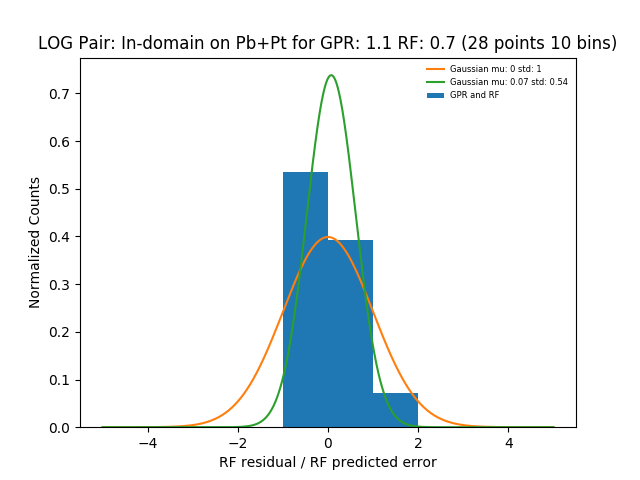 LOG Pair: In-domain on Pb+Pt for GPR: 1.1 RF: 0.7 (28 points 10 bins)
Gaussian mu: 0 std: 1
Gaussian mu: 0.07 std: 0.54
GPR and RF
Normalized Counts
0.7
0.6
0.5
0.4
0.3
0.2
0.1
0.0
−4 −2 0 2 4
RF residual / RF predicted error